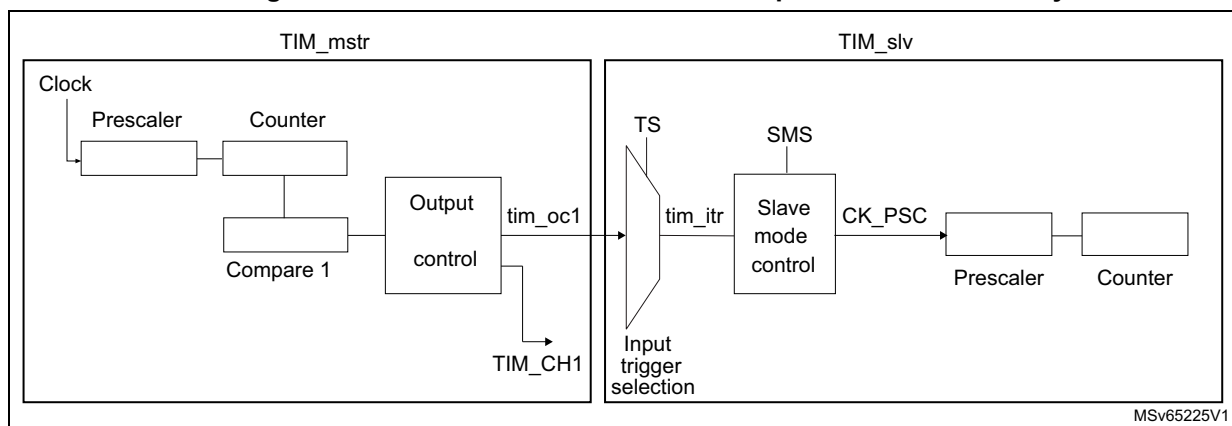 TIM_mstr
TIM_slv
Clock
Prescaler
Counter
TS
SMS
Output
control
tim_oc1
tim_itr
Slave
mode
control
CK_PSC
Compare 1
Prescaler
Counter
TIM_CH1
Input
trigger
selection
MSv65225V1